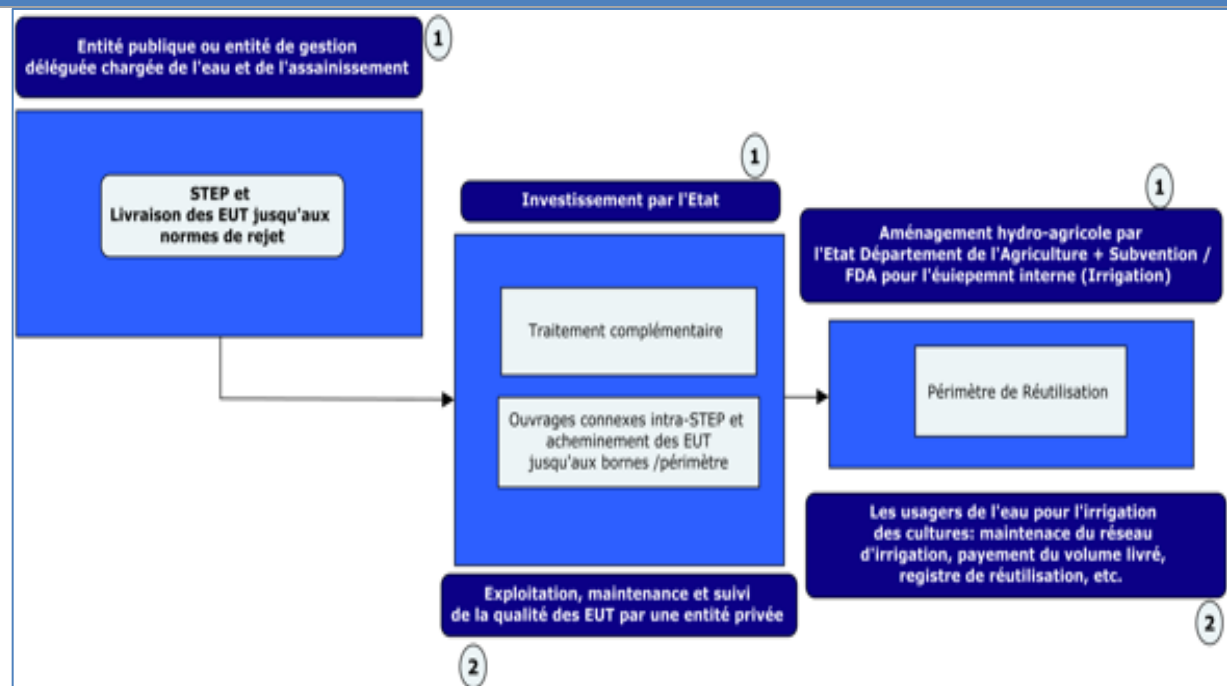 Entité publique ou entité de gestion
déléguée chargée de l'eau et de l'assainissement
1
STEP et
Livraison des EUT jusqu'aux
normes de rejet
1
Investissement par l'Etat
Traitement complémentaire
Ouvrages connexes intra-STEP et
acheminement des EUT
jusqu'aux bornes /périmètre
Exploitation, maintenance et suivi
de la qualité des EUT par une entité privée
2
1
Aménagement hydro-agricole par
l'Etat Département de l'Agriculture + Subvention /
FDA pour l'éuiepemnt interne (Irrigation)
Périmètre de Réutilisation
Les usagers de l'eau pour l'irrigation
des cultures: maintenace du réseau
d'irrigation, payement du volume livré,
registre de réutilisation, etc.
2